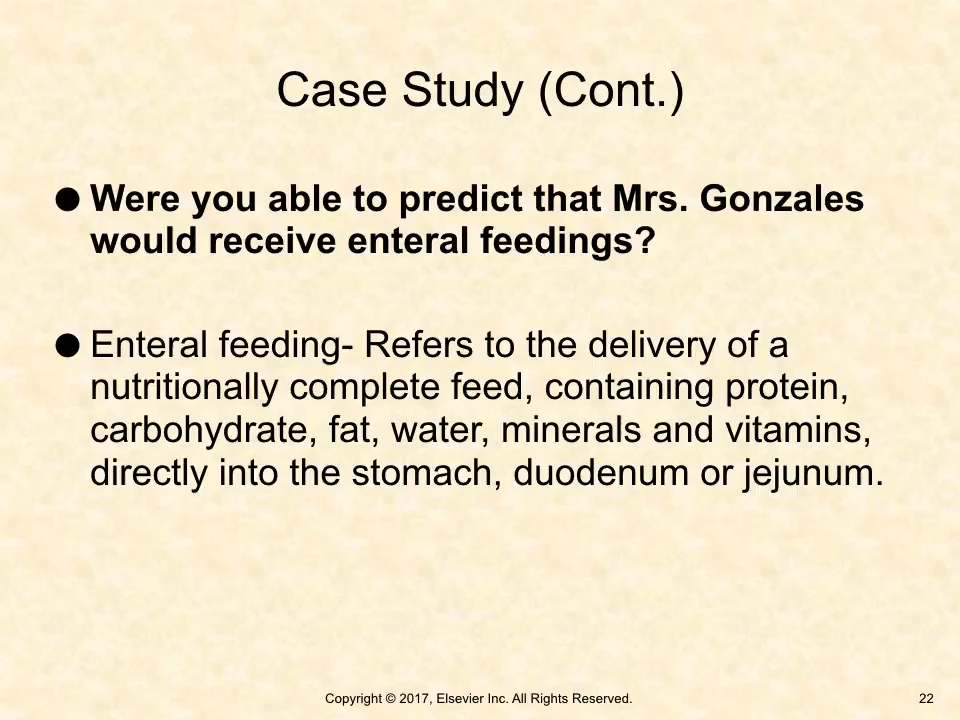 Case Study (Cont.)
● Were you able to predict that Mrs. Gonzales
would receive enteral feedings?
● Enteral feeding- Refers to the delivery of a
nutritionally complete feed, containing protein,
carbohydrate, fat, water, minerals and vitamins,
directly into the stomach, duodenum or jejunum.
Copyright © 2017, Elsevier Inc. All Rights Reserved.
22